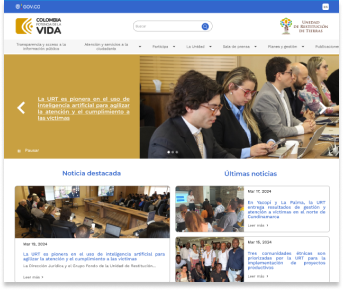 GOV.CO
COLOMBIA
POTENCIA DE LA
VIDA
Buscar
UNIDAD
DE RESTITUCIÓN
DE TIERRAS
Transparencia y acceso a la
información pública
Atención y servicios a la
ciudadanía
Participa
La Unidad
Sala de prensa
Planes y gestión
Publicaciones
La URT es pionera en el uso de
inteligencia artificial para agilizar
la atención y el cumplimiento a
las víctimas
Pausar
Noticia destacada
Últimas noticias
Mar 17, 2024
En Yacopí y La Palma, la URT
entrega resultados de gestión y
atención a víctimas en el norte de
Cundinamarca
Leer más
Mar 15, 2024
La URT es pionera en el uso de inteligencia artificial para
agilizar la atención y el cumplimiento a las víctimas
La Dirección Jurídica y el Grupo Fondo de la Unidad de Restitución...
Leer más
Mar 15, 2024
Tres comunidades étnicas son
priorizadas por la URT para la
implementación de proyectos
productivos
Leer más